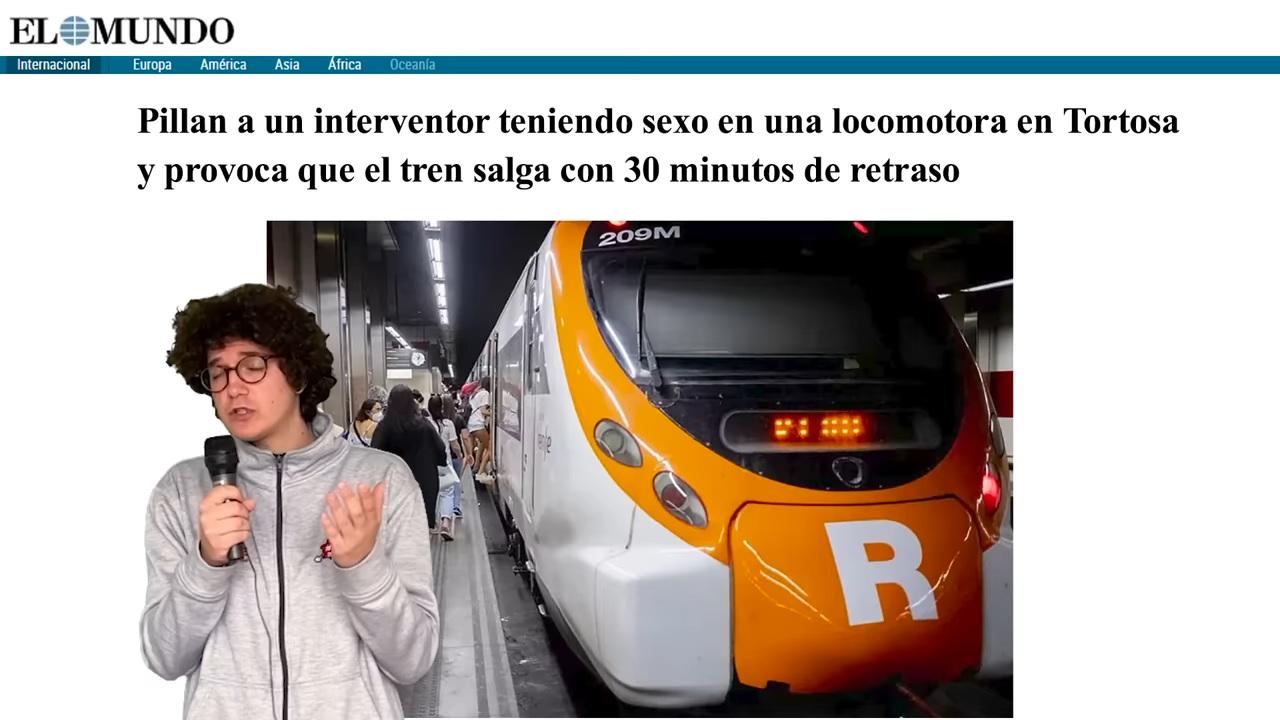 EL MUNDO
Internacional Europa América Asia África Oceanía
Pillan a un interventor teniendo sexo en una locomotora en Tortosa
y provoca que el tren salga con 30 minutos de retraso
209M
R